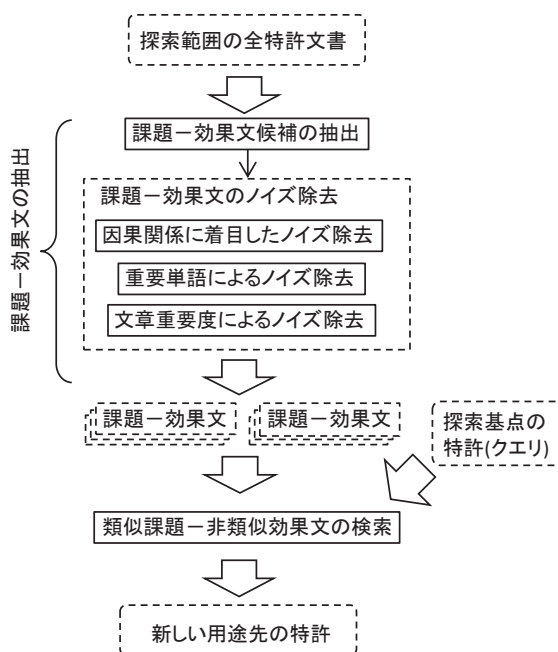 探索範囲の全特許文書
課題－効果文の抽出
課題－効果文候補の抽出
課題－効果文のノイズ除去
因果関係に着目したノイズ除去
重要単語によるノイズ除去
文章重要度によるノイズ除去
課題－効果文
課題－効果文
探索基点の
特許(クエリ)
類似課題－非類似効果文の検索
新しい用途先の特許